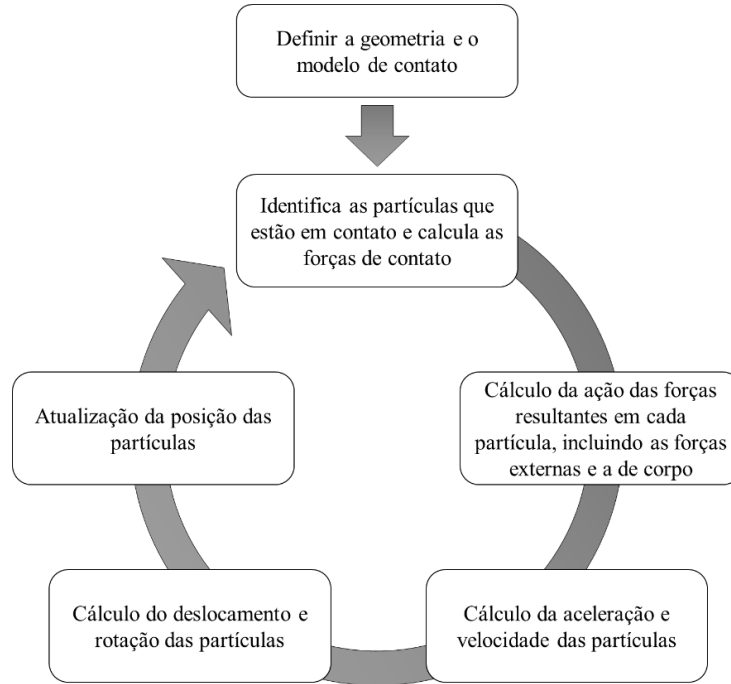 Definir a geometria e o
modelo de contato
Identifica as partículas que
estão em contato e calcula as
forças de contato
Cálculo da ação das forças
resultantes em cada
partícula, incluindo as forças
externas e a de corpo
Cálculo da aceleração e
velocidade das partículas
Cálculo do deslocamento e
rotação das partículas
Atualização da posição das
partículas